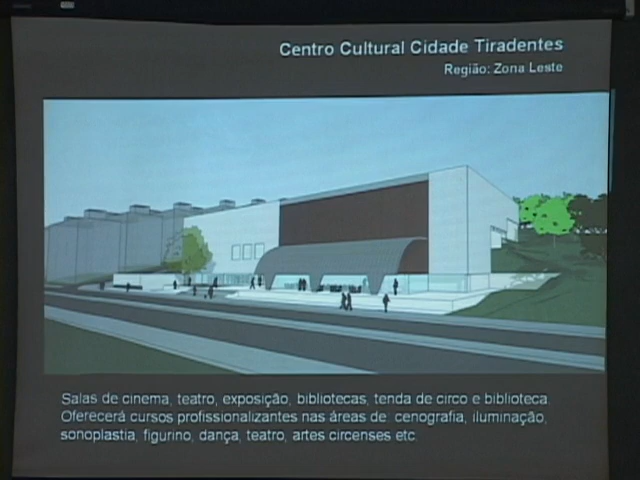 Centro Cultural Cidade Tiradentes
Região: Zona Leste
Salas de cinema, teatro, exposição, bibliotecas, tenda de circo e biblioteca.
Oferecerá cursos profissionalizantes nas áreas de: cenografia, iluminação,
sonoplastia, figurino, dança, teatro, artes circenses etc.